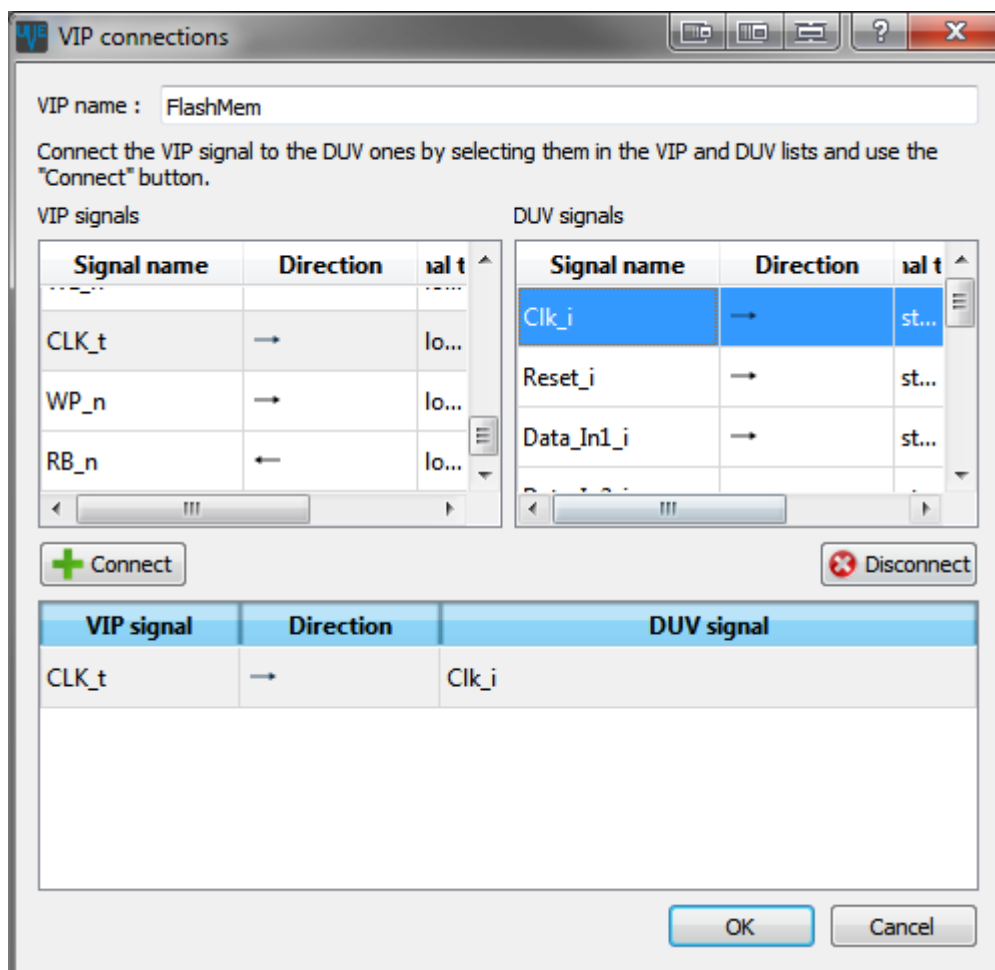 UVE VIP connections
VIP name : FlashMem
Connect the VIP signal to the DUV ones by selecting them in the VIP and DUV lists and use the
"Connect" button.
VIP signals
Signal name Direction nal t
CLK_t lo...
WP_n lo...
RB_n lo...
DUV signals
Signal name Direction nal t
Clk_i st...
Reset_i st...
Data_In1_i st...
Connect Disconnect
VIP signal Direction DUV signal
CLK_t Clk_i
OK Cancel